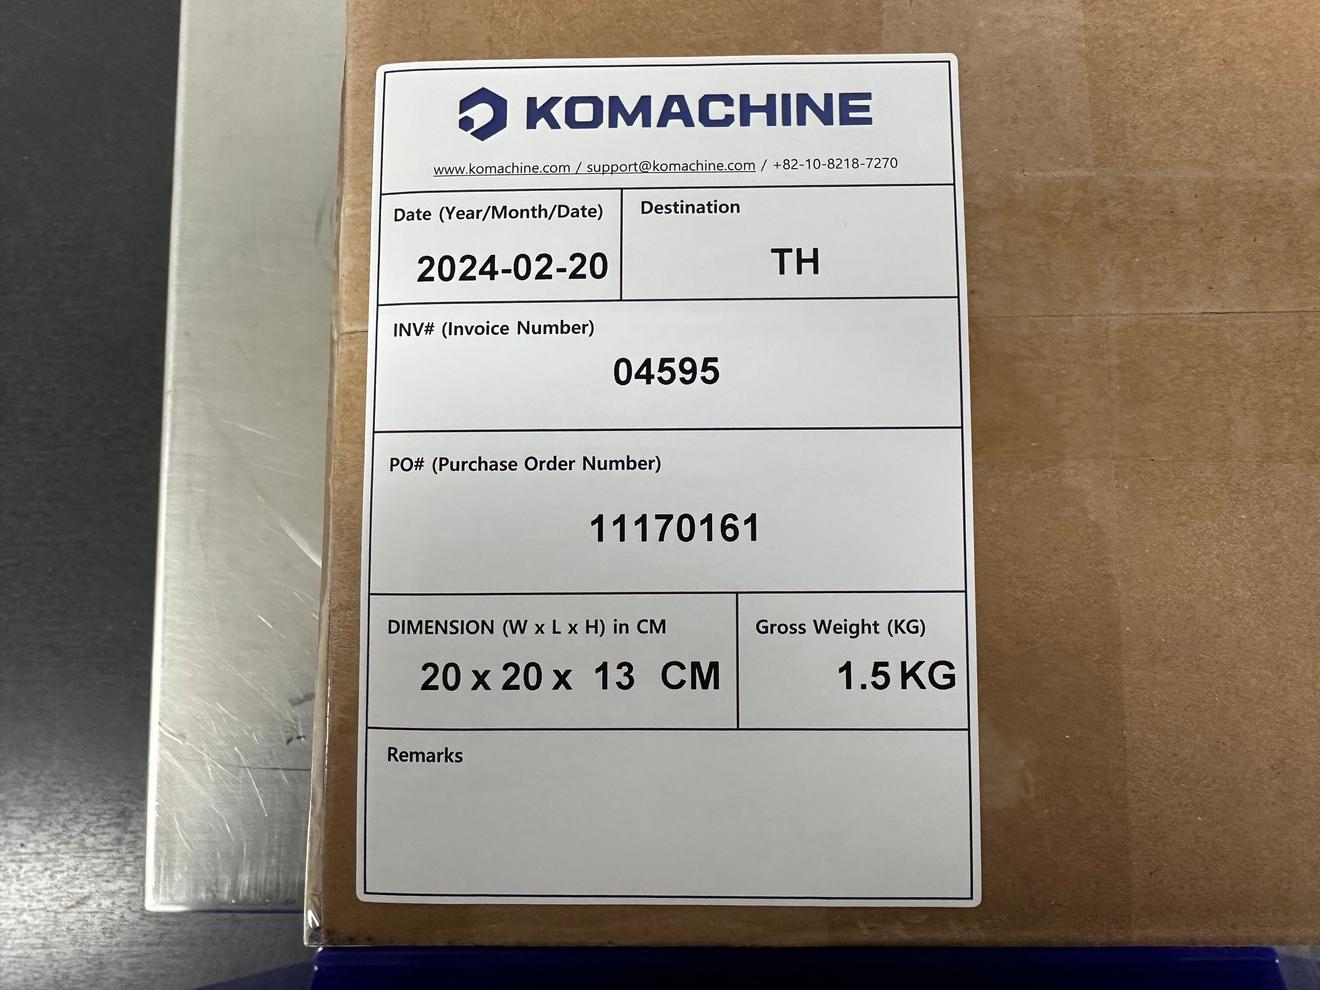 KOMACHINE
www.komachine.com / support@komachine.com / +82-10-8218-7270
Date (Year/Month/Date)
2024-02-20
Destination
TH
INV# (Invoice Number)
04595
PO# (Purchase Order Number)
11170161
DIMENSION (W x L x H) in CM
20 x 20 x 13 CM
Gross Weight (KG)
1.5 KG
Remarks